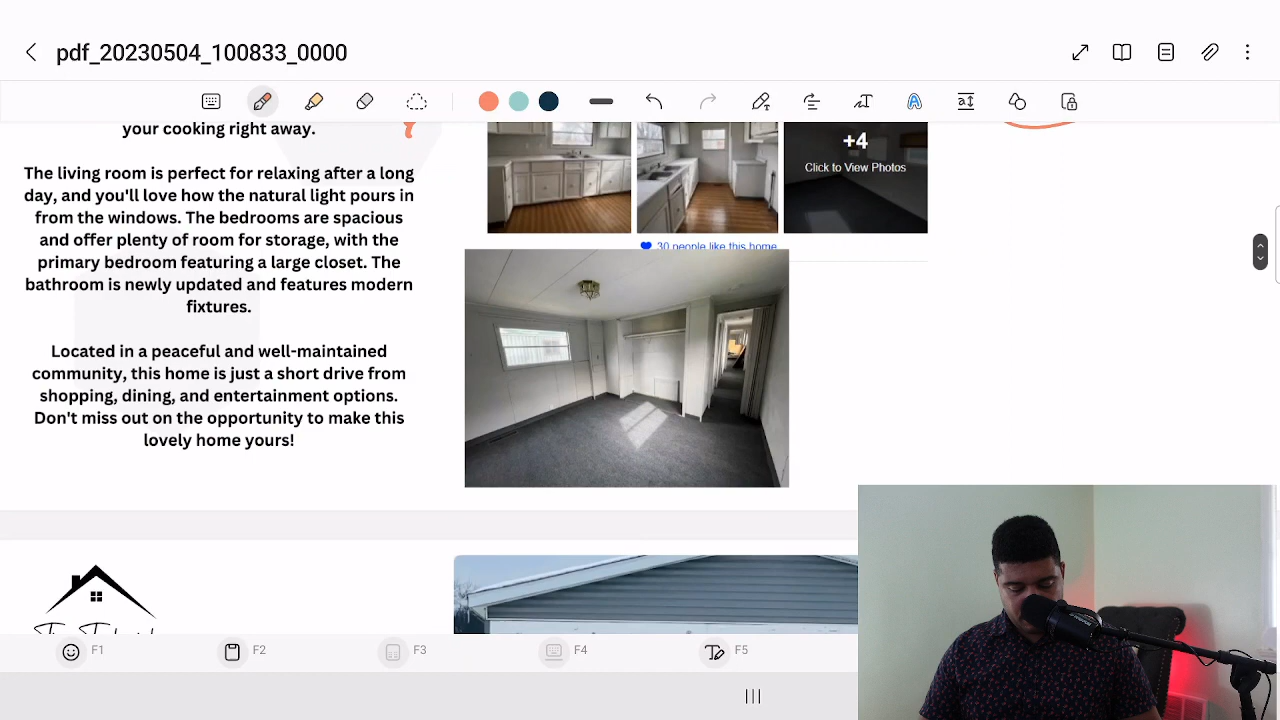 pdf_20230504_100833_0000
your cooking right away.
The living room is perfect for relaxing after a long
day, and you'll love how the natural light pours in
from the windows. The bedrooms are spacious
and offer plenty of room for storage, with the
primary bedroom featuring a large closet. The
bathroom is newly updated and features modern
fixtures.
Located in a peaceful and well-maintained
community, this home is just a short drive from
shopping, dining, and entertainment options.
Don't miss out on the opportunity to make this
lovely home yours!
+4
Click to View Photos
30 people like this home
F1
F2
F3
F4
F5